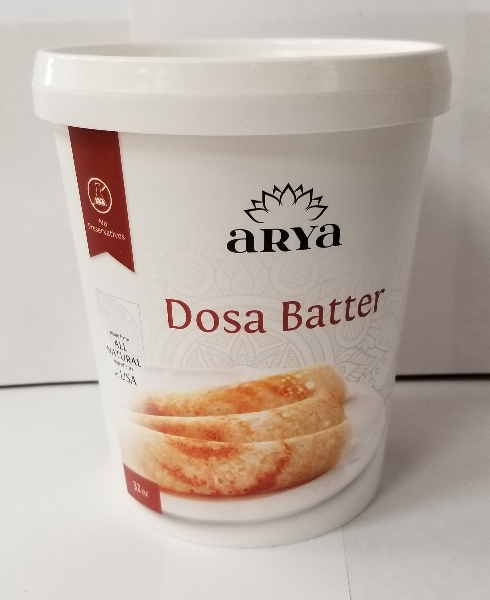 No
Preservatives
ARYA
Dosa Batter
ALL
NATURAL
USA
32 oz